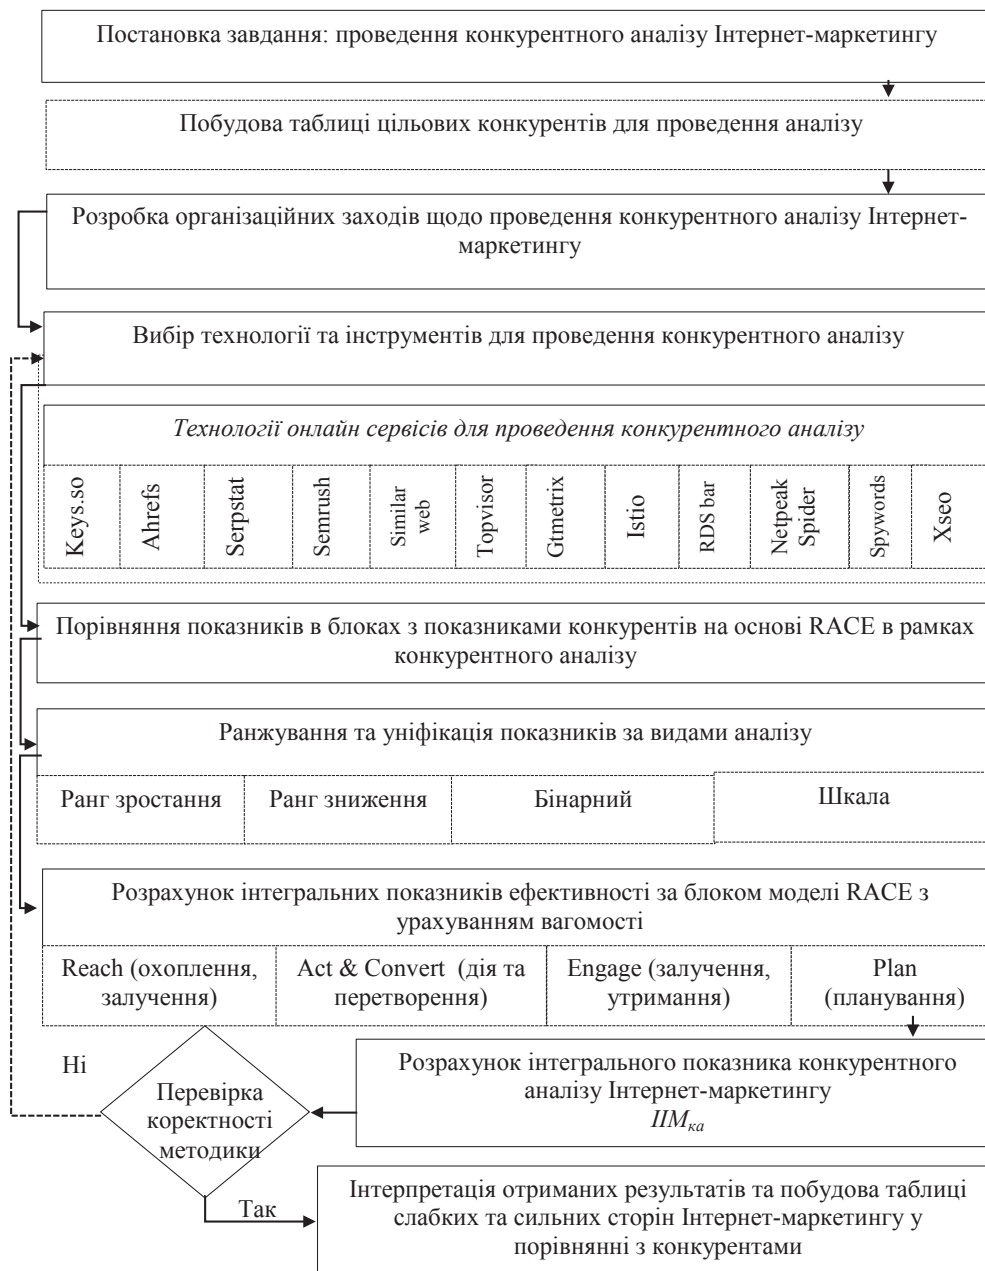 Постановка завдання: проведення конкурентного аналізу Інтернет-маркетингу
Побудова таблиці цільових конкурентів для проведення аналізу
Розробка організаційних заходів щодо проведення конкурентного аналізу Інтернет-
маркетингу
Вибір технології та інструментів для проведення конкурентного аналізу
Технології онлайн сервісів для проведення конкурентного аналізу
Keys.so
Ahrefs
Serpstat
Semrush
Similar
web
Topvisor
Gtmetrix
Istio
RDS bar
Netpeak
Spider
Spywords
Xseo
Порівняння показників в блоках з показниками конкурентів на основі RACE в рамках
конкурентного аналізу
Ранжування та уніфікація показників за видами аналізу
Ранг зростання
Ранг зниження
Бінарний
Шкала
Розрахунок інтегральних показників ефективності за блоком моделі RACE з
урахуванням вагомості
Reach (охоплення,
залучення)
Act & Convert (дія та
перетворення)
Engage (залучення,
утримання)
Plan
(планування)
Розрахунок інтегрального показника конкурентного
аналізу Інтернет-маркетингу
ІІМка
Ні
Перевірка
коректності
методики
Так
Інтерпретація отриманих результатів та побудова таблиці
слабких та сильних сторін Інтернет-маркетингу у
порівнянні з конкурентами